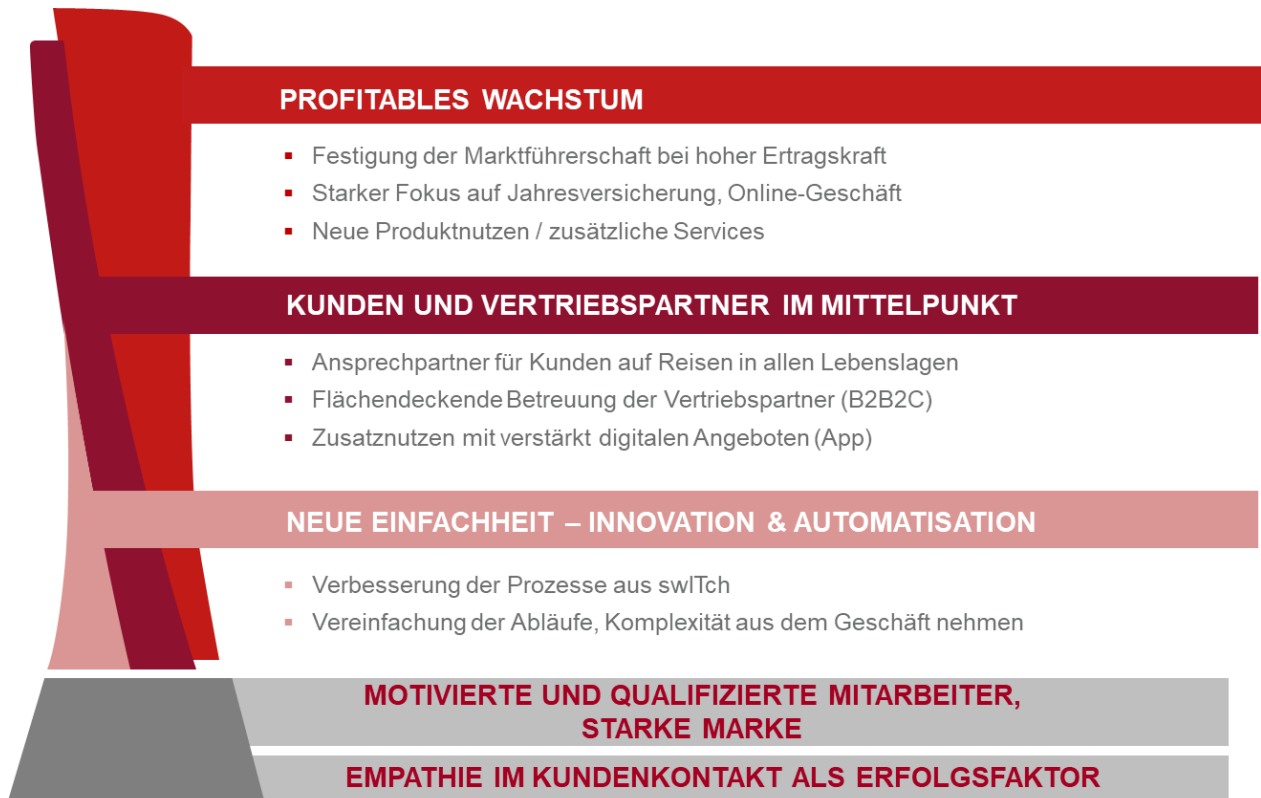 PROFITABLES WACHSTUM
▪ Festigung der Marktführerschaft bei hoher Ertragskraft
▪ Starker Fokus auf Jahresversicherung, Online-Geschäft
▪ Neue Produktnutzen / zusätzliche Services
KUNDEN UND VERTRIEBSPARTNER IM MITTELPUNKT
▪ Ansprechpartner für Kunden auf Reisen in allen Lebenslagen
▪ Flächendeckende Betreuung der Vertriebspartner (B2B2C)
▪ Zusatznutzen mit verstärkt digitalen Angeboten (App)
NEUE EINFACHHEIT – INNOVATION & AUTOMATISATION
▪ Verbesserung der Prozesse aus swITch
▪ Vereinfachung der Abläufe, Komplexität aus dem Geschäft nehmen
MOTIVIERTE UND QUALIFIZIERTE MITARBEITER,
STARKE MARKE
EMPATHIE IM KUNDENKONTAKT ALS ERFOLGSFAKTOR